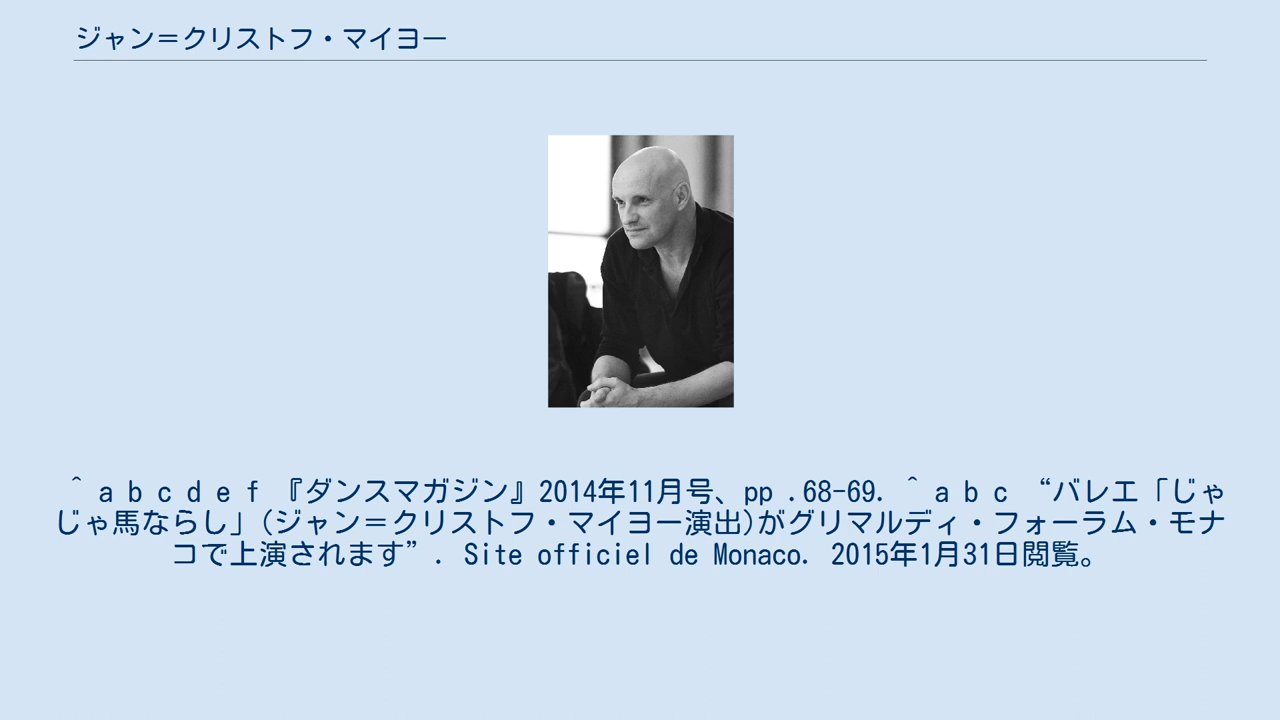 ジャン＝クリストフ・マイヨー
^ a b c d e f 『ダンスマガジン』2014年11月号、pp .68-69. ^ a b c “バレエ「じゃ
じゃ馬ならし」(ジャン＝クリストフ・マイヨー演出)がグリマルディ・フォーラム・モナ
コで上演されます”. Site officiel de Monaco. 2015年1月31日閲覧。